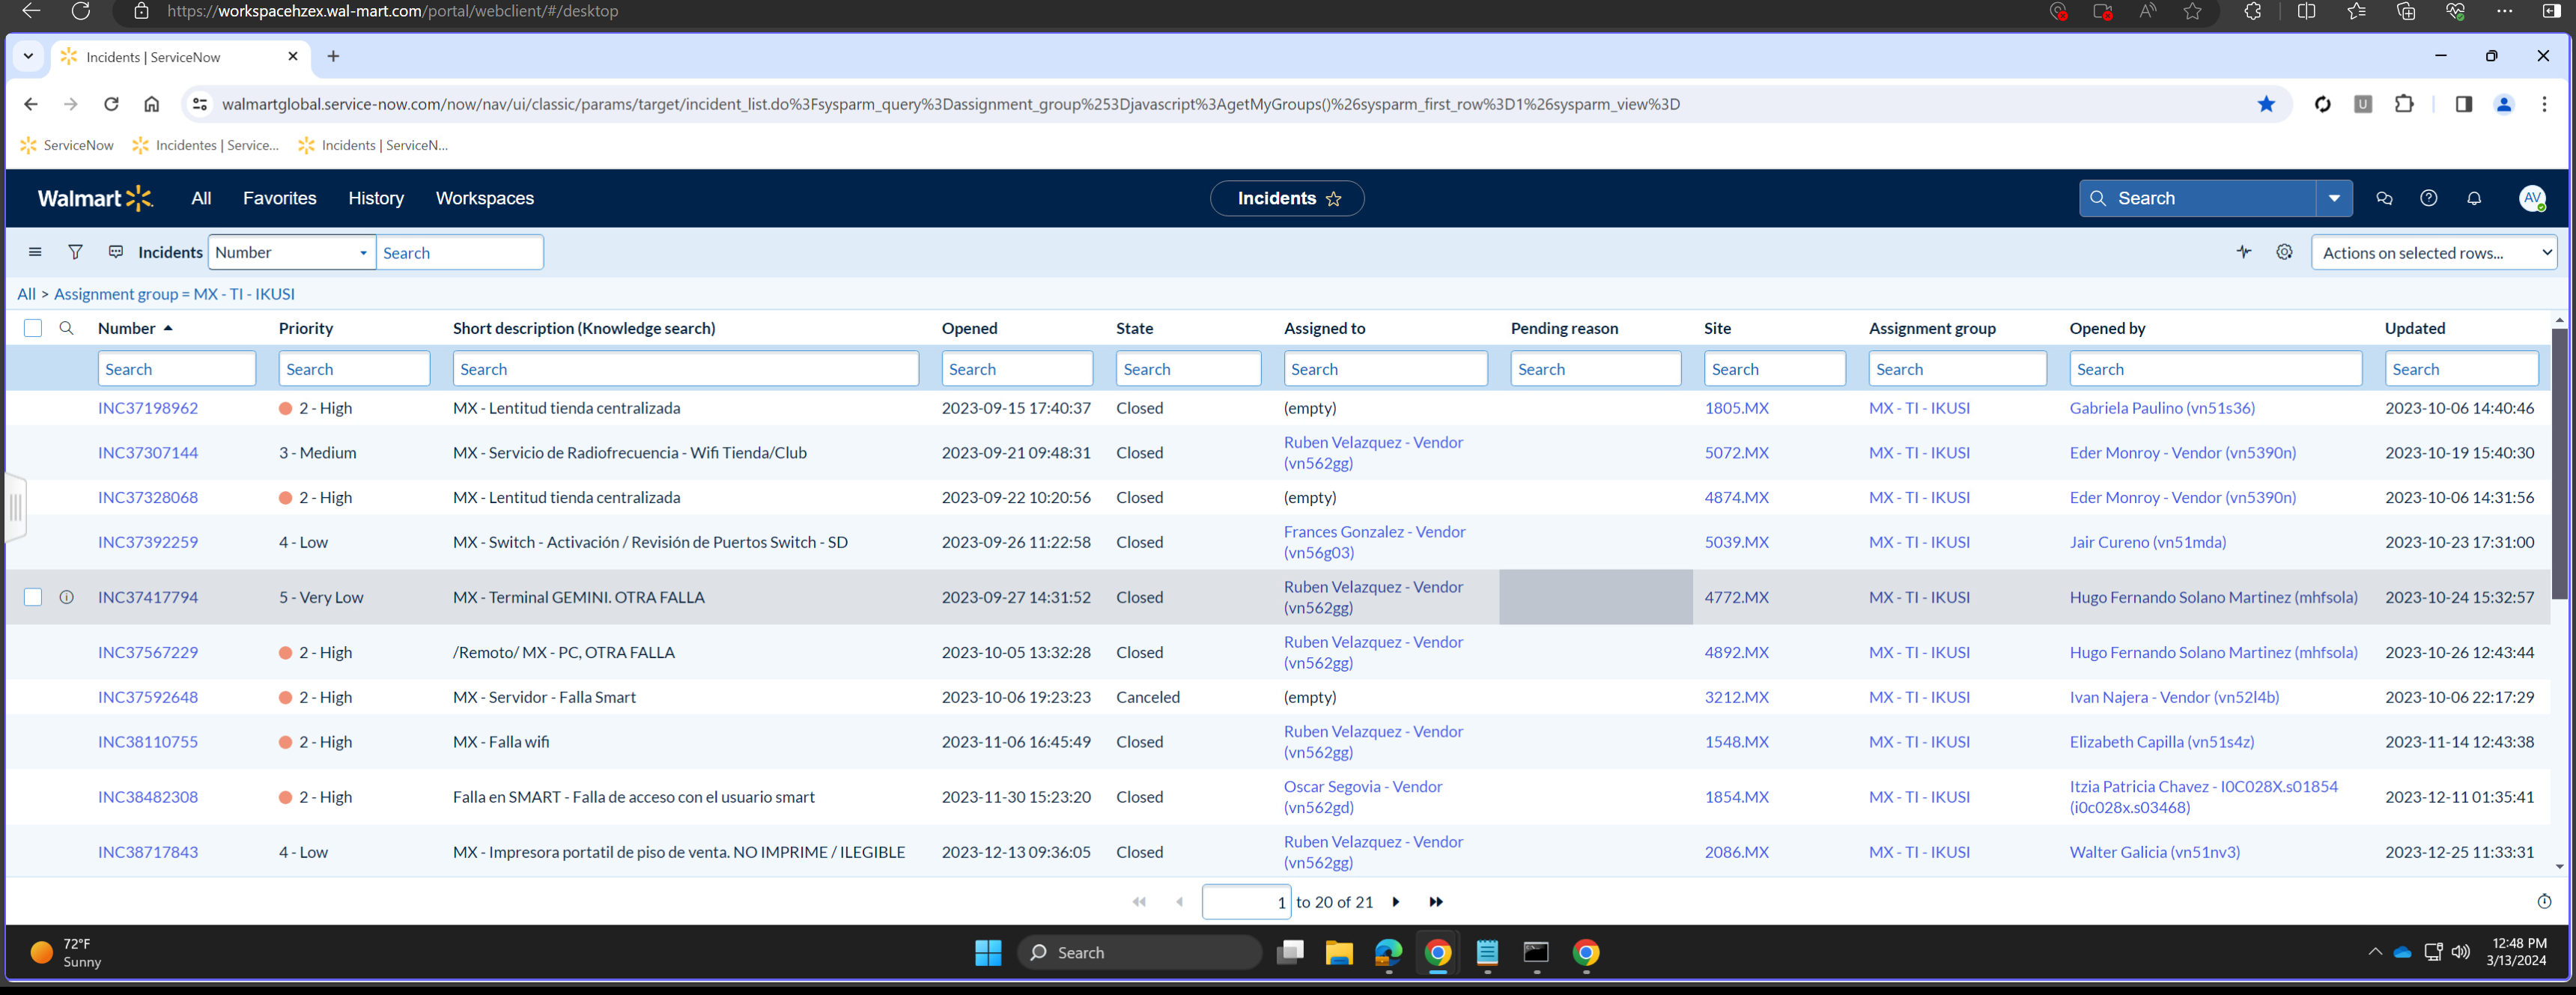 https://workspacehzex.wal-mart.com/portal/webclient/#/desktop
Incidents | ServiceNow
walmartglobal.service-now.com/now/nav/ui/classic/params/target/incident_list.do%3Fsysparm_query%3Dassignment_group%253Djavascript%3AgetMyGroups()%26sysparm_first_row%3D1%26sysparm_view%3D
U
ServiceNow Incidentes | Service... Incidents | ServiceN...
Walmart All Favorites History Workspaces Incidents Search AV
Incidents Number Search Actions on selected rows...
All > Assignment group = MX - TI - IKUSI
Number Priority Short description (Knowledge search) Opened State Assigned to Pending reason Site Assignment group Opened by Updated
Search Search Search Search Search Search Search Search Search Search Search
INC37198962 2 - High MX - Lentitud tienda centralizada 2023-09-15 17:40:37 Closed (empty) 1805.MX MX - TI - IKUSI Gabriela Paulino (vn51s36) 2023-10-06 14:40:46
INC37307144 3 - Medium MX - Servicio de Radiofrecuencia - Wifi Tienda/Club 2023-09-21 09:48:31 Closed Ruben Velazquez - Vendor (vn562gg) 5072.MX MX - TI - IKUSI Eder Monroy - Vendor (vn5390n) 2023-10-19 15:40:30
INC37328068 2 - High MX - Lentitud tienda centralizada 2023-09-22 10:20:56 Closed (empty) 4874.MX MX - TI - IKUSI Eder Monroy - Vendor (vn5390n) 2023-10-06 14:31:56
INC37392259 4 - Low MX - Switch - Activación / Revisión de Puertos Switch - SD 2023-09-26 11:22:58 Closed Frances Gonzalez - Vendor (vn56g03) 5039.MX MX - TI - IKUSI Jair Cureno (vn51mda) 2023-10-23 17:31:00
INC37417794 5 - Very Low MX - Terminal GEMINI. OTRA FALLA 2023-09-27 14:31:52 Closed Ruben Velazquez - Vendor (vn562gg) 4772.MX MX - TI - IKUSI Hugo Fernando Solano Martinez (mhfsola) 2023-10-24 15:32:57
INC37567229 2 - High /Remoto/ MX - PC, OTRA FALLA 2023-10-05 13:32:28 Closed Ruben Velazquez - Vendor (vn562gg) 4892.MX MX - TI - IKUSI Hugo Fernando Solano Martinez (mhfsola) 2023-10-26 12:43:44
INC37592648 2 - High MX - Servidor - Falla Smart 2023-10-06 19:23:23 Canceled (empty) 3212.MX MX - TI - IKUSI Ivan Najera - Vendor (vn52l4b) 2023-10-06 22:17:29
INC38110755 2 - High MX - Falla wifi 2023-11-06 16:45:49 Closed Ruben Velazquez - Vendor (vn562gg) 1548.MX MX - TI - IKUSI Elizabeth Capilla (vn51s4z) 2023-11-14 12:43:38
INC38482308 2 - High Falla en SMART - Falla de acceso con el usuario smart 2023-11-30 15:23:20 Closed Oscar Segovia - Vendor (vn562gd) 1854.MX MX - TI - IKUSI Itzia Patricia Chavez - I0C028X.s01854 (i0c028x.s03468) 2023-12-11 01:35:41
INC38717843 4 - Low MX - Impresora portatil de piso de venta. NO IMPRIME / ILEGIBLE 2023-12-13 09:36:05 Closed Ruben Velazquez - Vendor (vn562gg) 2086.MX MX - TI - IKUSI Walter Galicia (vn51nv3) 2023-12-25 11:33:31
1 to 20 of 21
72°F
Sunny
Search
12:48 PM
3/13/2024